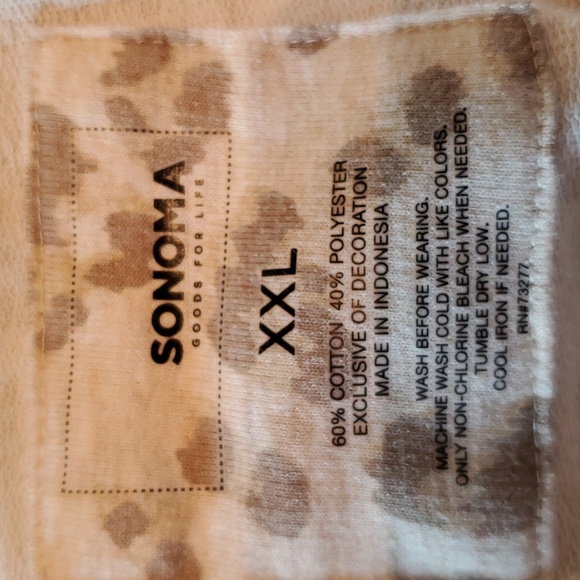 SONOMA
GOODS FOR LIFE
XXL
60% COTTON 40% POLYESTER
EXCLUSIVE OF DECORATION
MADE IN INDONESIA
WASH BEFORE WEARING.
MACHINE WASH COLD WITH LIKE COLORS.
ONLY NON-CHLORINE BLEACH WHEN NEEDED.
TUMBLE DRY LOW.
COOL IRON IF NEEDED.
RN#73277